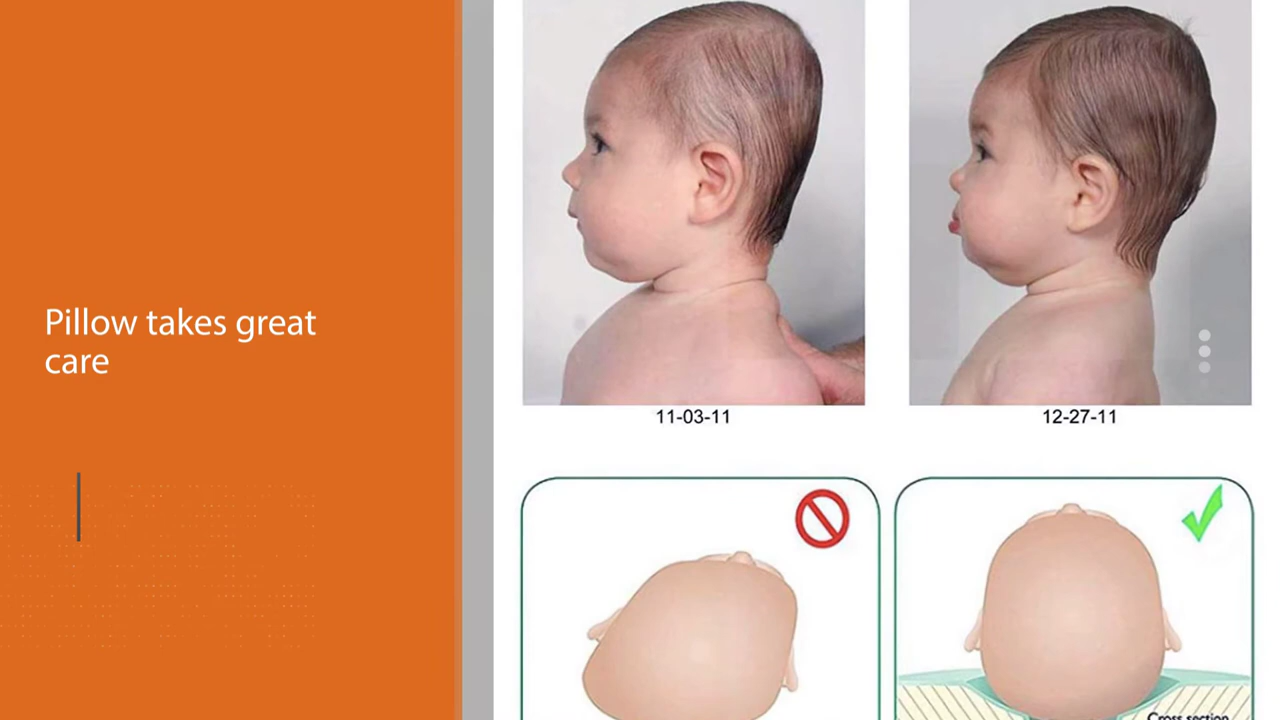 Pillow takes great
care
11-03-11
12-27-11
Cross section